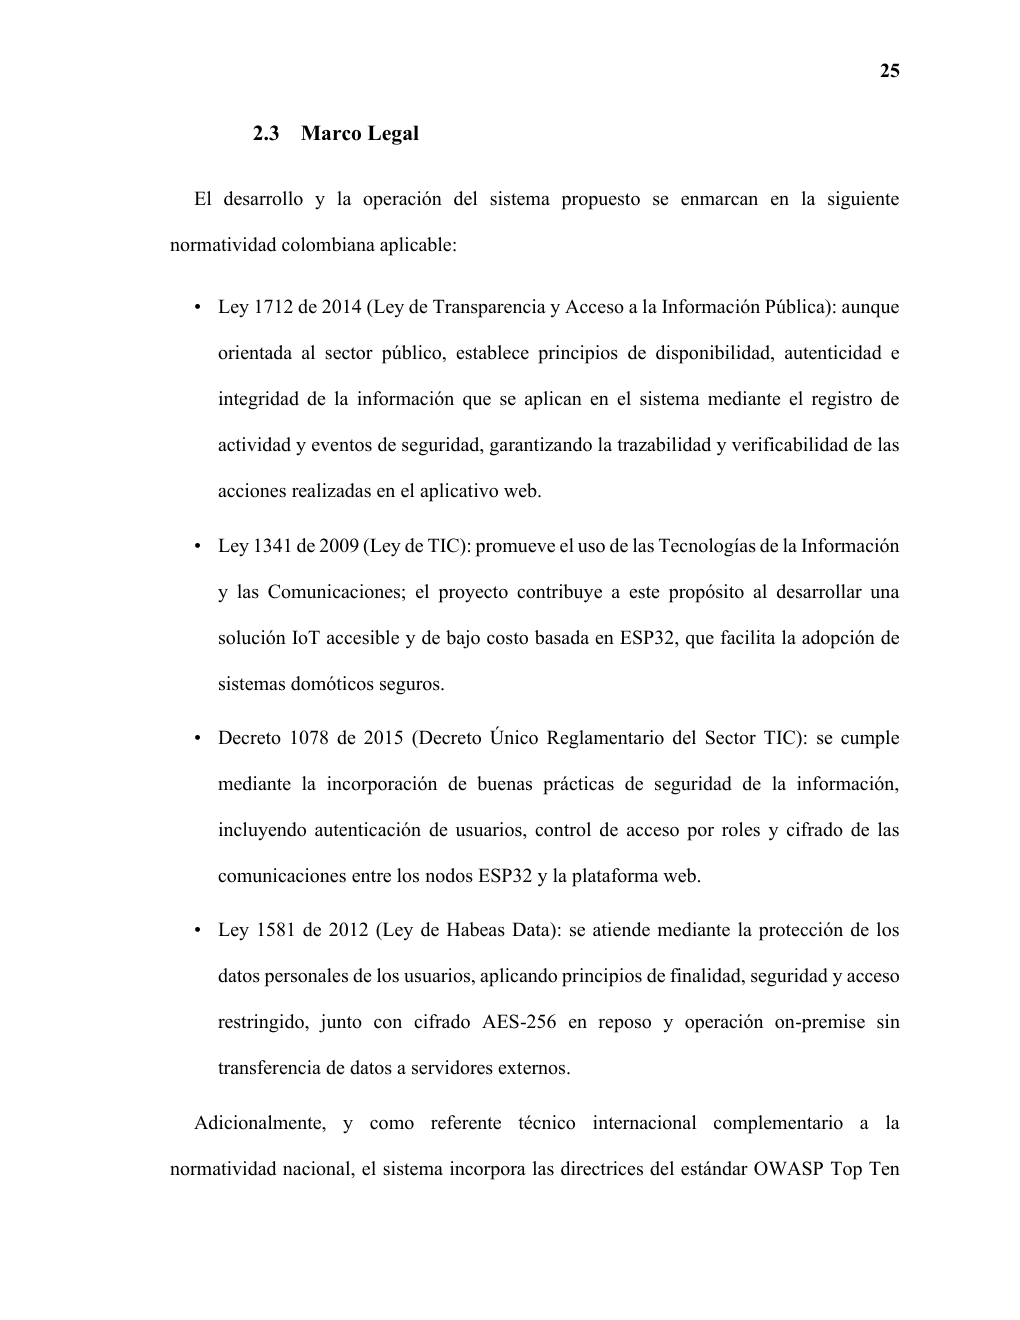 25
2.3 Marco Legal
El desarrollo y la operación del sistema propuesto se enmarcan en la siguiente
normatividad colombiana aplicable:
• Ley 1712 de 2014 (Ley de Transparencia y Acceso a la Información Pública): aunque
orientada al sector público, establece principios de disponibilidad, autenticidad e
integridad de la información que se aplican en el sistema mediante el registro de
actividad y eventos de seguridad, garantizando la trazabilidad y verificabilidad de las
acciones realizadas en el aplicativo web.
• Ley 1341 de 2009 (Ley de TIC): promueve el uso de las Tecnologías de la Información
y las Comunicaciones; el proyecto contribuye a este propósito al desarrollar una
solución IoT accesible y de bajo costo basada en ESP32, que facilita la adopción de
sistemas domóticos seguros.
• Decreto 1078 de 2015 (Decreto Único Reglamentario del Sector TIC): se cumple
mediante la incorporación de buenas prácticas de seguridad de la información,
incluyendo autenticación de usuarios, control de acceso por roles y cifrado de las
comunicaciones entre los nodos ESP32 y la plataforma web.
• Ley 1581 de 2012 (Ley de Habeas Data): se atiende mediante la protección de los
datos personales de los usuarios, aplicando principios de finalidad, seguridad y acceso
restringido, junto con cifrado AES-256 en reposo y operación on-premise sin
transferencia de datos a servidores externos.
Adicionalmente, y como referente técnico internacional complementario a la
normatividad nacional, el sistema incorpora las directrices del estándar OWASP Top Ten